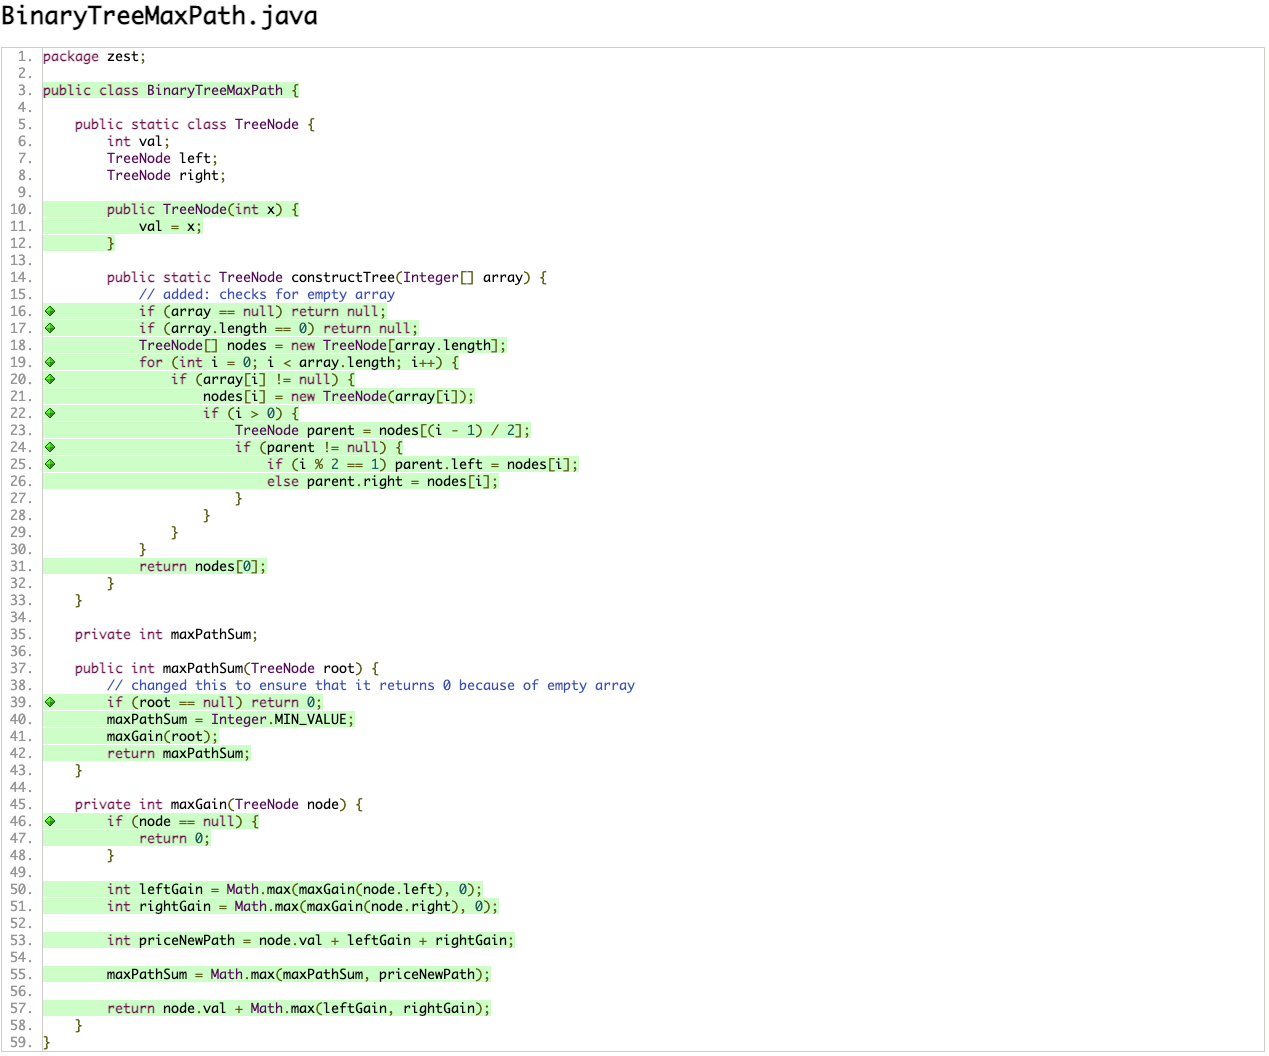 BinaryTreeMaxPath.java
1. package zest;
2.
3. public class BinaryTreeMaxPath {
4.
5.     public static class TreeNode {
6.         int val;
7.         TreeNode left;
8.         TreeNode right;
9.
10.         public TreeNode(int x) {
11.             val = x;
12.         }
13.
14.         public static TreeNode constructTree(Integer[] array) {
15.             // added: checks for empty array
16.             if (array == null) return null;
17.             if (array.length == 0) return null;
18.             TreeNode[] nodes = new TreeNode[array.length];
19.             for (int i = 0; i < array.length; i++) {
20.                 if (array[i] != null) {
21.                     nodes[i] = new TreeNode(array[i]);
22.                     if (i > 0) {
23.                         TreeNode parent = nodes[(i - 1) / 2];
24.                         if (parent != null) {
25.                             if (i % 2 == 1) parent.left = nodes[i];
26.                             else parent.right = nodes[i];
27.                         }
28.                     }
29.                 }
30.             }
31.             return nodes[0];
32.         }
33.     }
34.
35.     private int maxPathSum;
36.
37.     public int maxPathSum(TreeNode root) {
38.         // changed this to ensure that it returns 0 because of empty array
39.         if (root == null) return 0;
40.         maxPathSum = Integer.MIN_VALUE;
41.         maxGain(root);
42.         return maxPathSum;
43.     }
44.
45.     private int maxGain(TreeNode node) {
46.         if (node == null) {
47.             return 0;
48.         }
49.
50.         int leftGain = Math.max(maxGain(node.left), 0);
51.         int rightGain = Math.max(maxGain(node.right), 0);
52.
53.         int priceNewPath = node.val + leftGain + rightGain;
54.
55.         maxPathSum = Math.max(maxPathSum, priceNewPath);
56.
57.         return node.val + Math.max(leftGain, rightGain);
58.     }
59. }